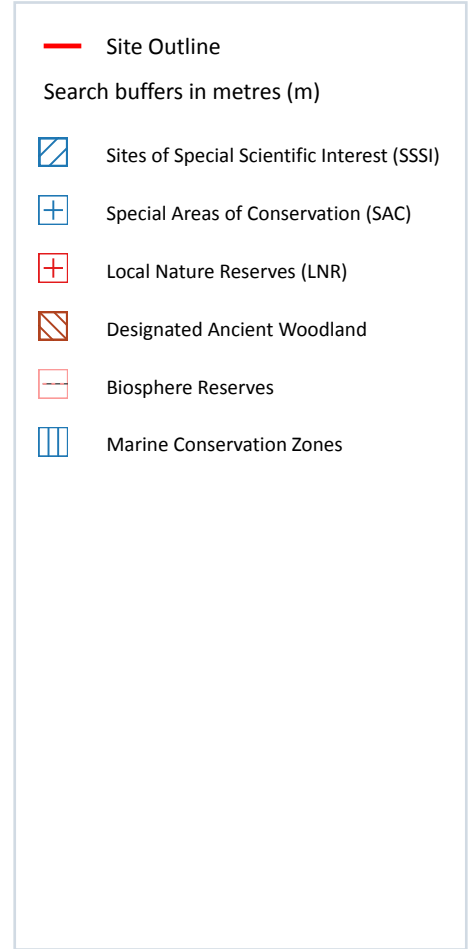 Site Outline
Search buffers in metres (m)
Sites of Special Scientific Interest (SSSI)
Special Areas of Conservation (SAC)
Local Nature Reserves (LNR)
Designated Ancient Woodland
Biosphere Reserves
Marine Conservation Zones